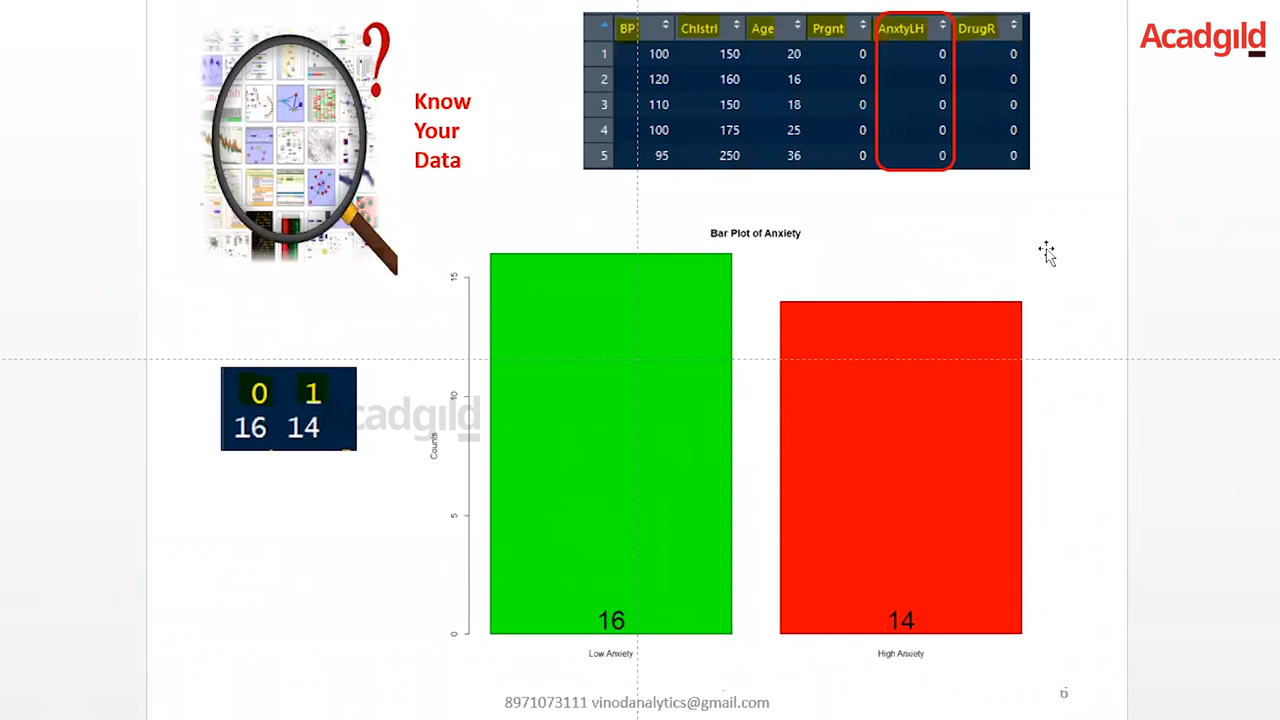 Acadgild
Know
Your
Data
BP Chlstrl Age Prgnt AnxtyLH DrugR
1 100 150 20 0 0 0
2 120 160 16 0 0 0
3 110 150 18 0 0 0
4 100 175 25 0 0 0
5 95 250 36 0 0 0
Bar Plot of Anxiety
15
10
5
0
Counts
0 1
16 14
Acadgild
16
14
Low Anxiety
High Anxiety
8971073111 vinodanalytics@gmail.com
6